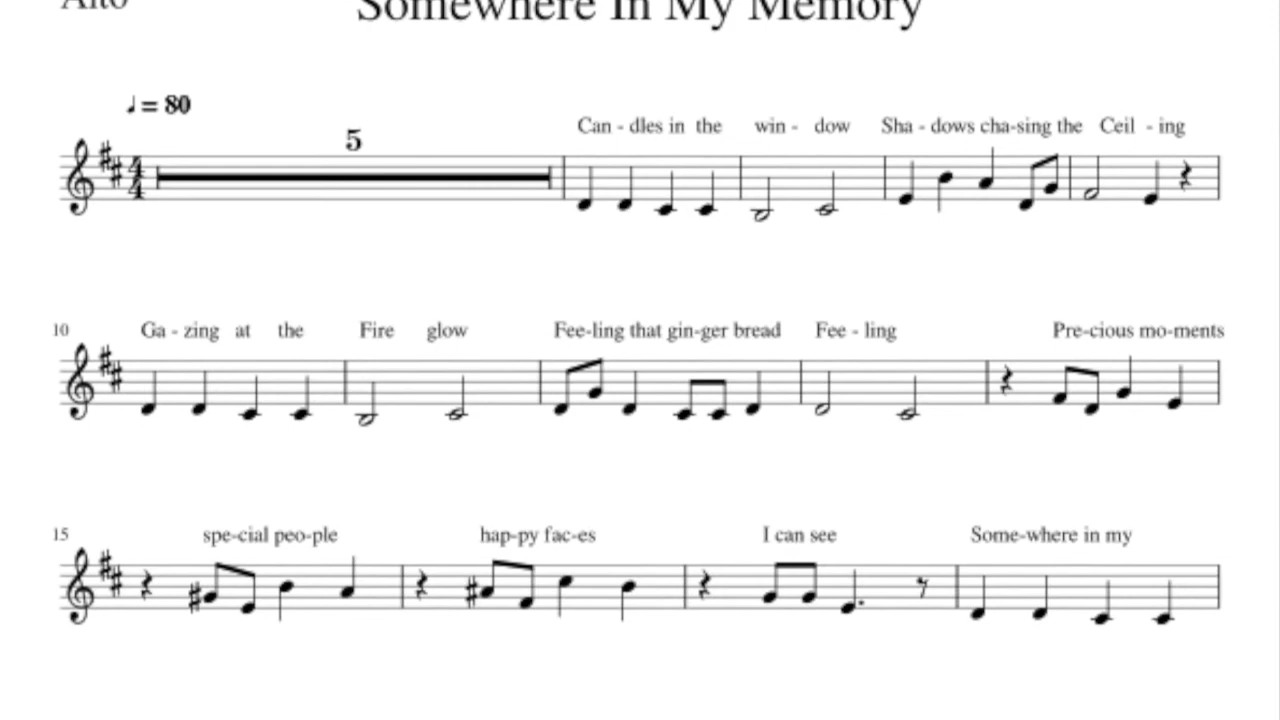 Alto
Somewhere In My Memory
♩ = 80
5
Can - dles in the win - dow Sha - dows cha-sing the Ceil - ing
10
Ga - zing at the Fire glow Fee-ling that gin-ger bread Fee - ling Pre-cious mo-ments
15
spe-cial peo-ple hap-py fac-es I can see Some-where in my